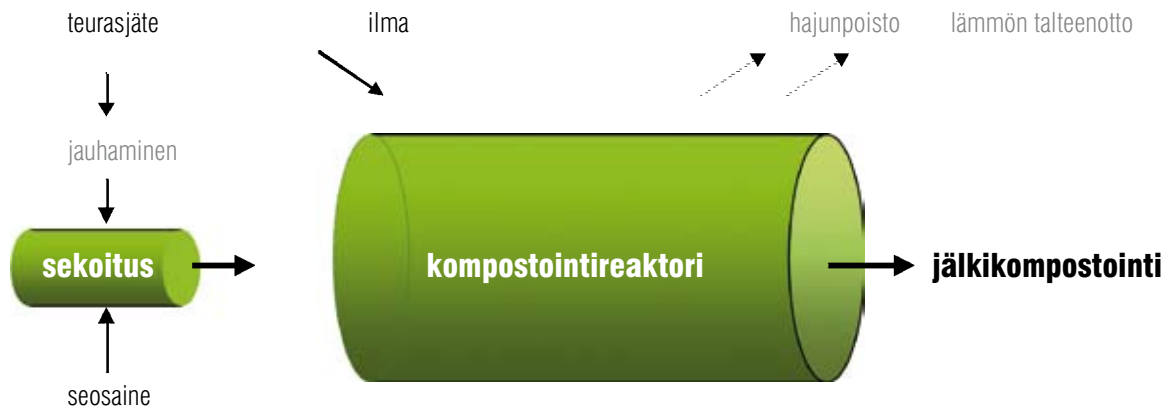 teurasjäte
ilma
hajunpoisto
lämmön talteenotto
jauhaminen
sekoitus
kompostointireaktori
jälkikompostointi
seosaine